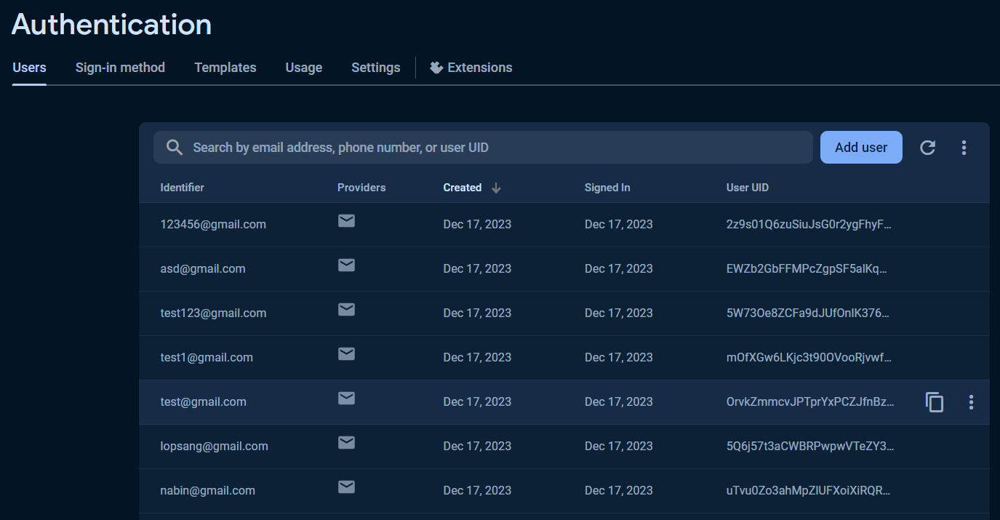 Authentication
Users Sign-in method Templates Usage Settings Extensions
Search by email address, phone number, or user UID Add user
Identifier Providers Created Signed In User UID
123456@gmail.com Dec 17, 2023 Dec 17, 2023 2z9s01Q6zuSiuJsG0r2ygFhyF...
asd@gmail.com Dec 17, 2023 Dec 17, 2023 EWZb2GbFFMPcZgpSF5alKq...
test123@gmail.com Dec 17, 2023 Dec 17, 2023 5W73Oe8ZCFa9dJUfOnlK376...
test1@gmail.com Dec 17, 2023 Dec 17, 2023 mOfXGw6LKjc3t90OVooRjvwf...
test@gmail.com Dec 17, 2023 Dec 17, 2023 OrvkZmmcvJPTprYxPCZJfnBz...
lopsang@gmail.com Dec 17, 2023 Dec 17, 2023 5Q6j57t3aCWBRPwpwVTeZY3...
nabin@gmail.com Dec 17, 2023 Dec 17, 2023 uTvu0Zo3ahMpZlUFXoiXiRQR...